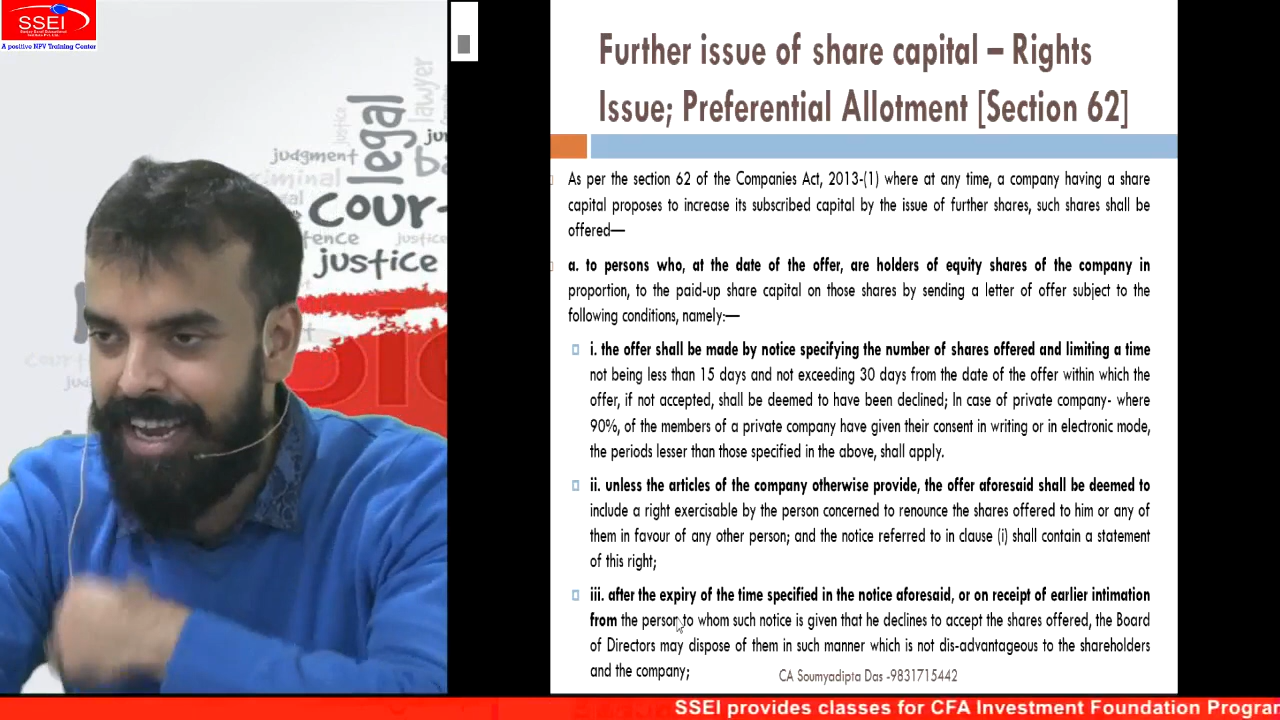 SSEI
A positive NPV Training Center
judgment
criminal
legal
lawyer
justice
court
justice
justice
Further issue of share capital – Rights
Issue; Preferential Allotment [Section 62]
As per the section 62 of the Companies Act, 2013-(1) where at any time, a company having a share
capital proposes to increase its subscribed capital by the issue of further shares, such shares shall be
offered—
a. to persons who, at the date of the offer, are holders of equity shares of the company in
proportion, to the paid-up share capital on those shares by sending a letter of offer subject to the
following conditions, namely:—
i. the offer shall be made by notice specifying the number of shares offered and limiting a time
not being less than 15 days and not exceeding 30 days from the date of the offer within which the
offer, if not accepted, shall be deemed to have been declined; In case of private company- where
90%, of the members of a private company have given their consent in writing or in electronic mode,
the periods lesser than those specified in the above, shall apply.
ii. unless the articles of the company otherwise provide, the offer aforesaid shall be deemed to
include a right exercisable by the person concerned to renounce the shares offered to him or any of
them in favour of any other person; and the notice referred to in clause (i) shall contain a statement
of this right;
iii. after the expiry of the time specified in the notice aforesaid, or on receipt of earlier intimation
from the person to whom such notice is given that he declines to accept the shares offered, the Board
of Directors may dispose of them in such manner which is not dis-advantageous to the shareholders
and the company;
CA Soumyadipta Das -9831715442
SSEI provides classes for CFA Investment Foundation Progra